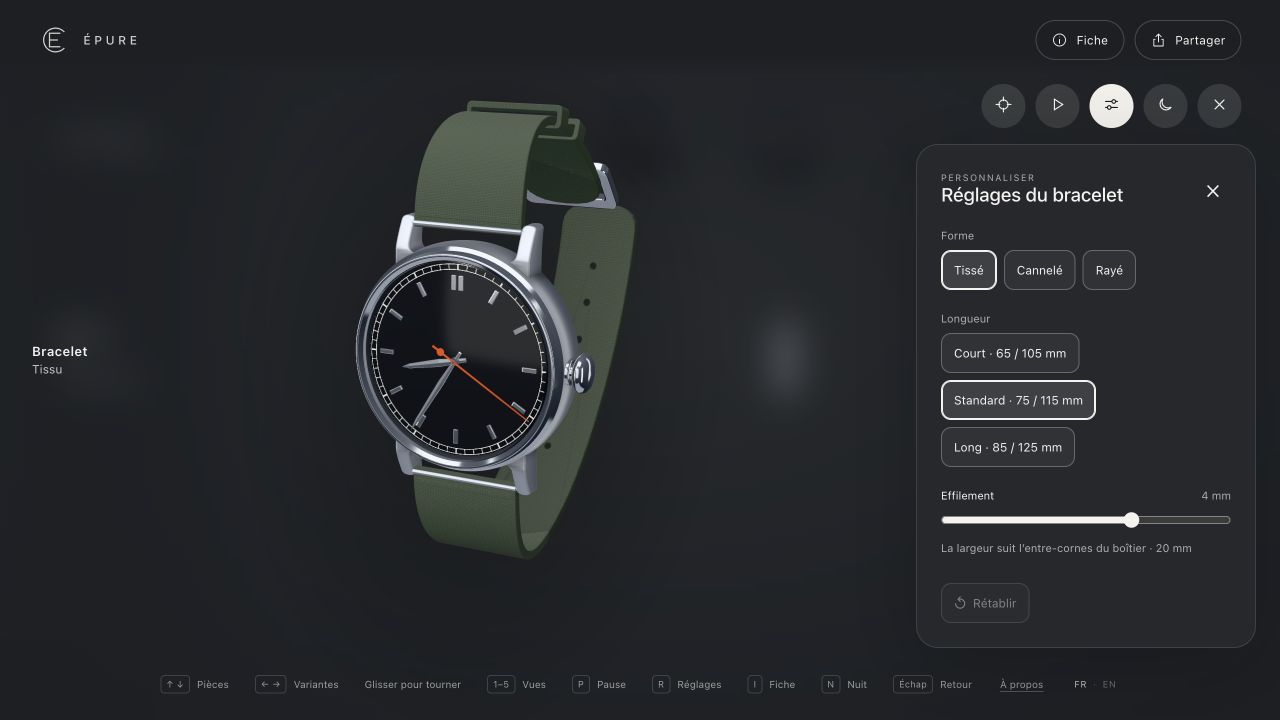 ÉPURE
Fiche
Partager
PERSONNALISER
Réglages du bracelet
Forme
Tissé
Cannelé
Rayé
Longueur
Court · 65 / 105 mm
Standard · 75 / 115 mm
Long · 85 / 125 mm
Effilement
4 mm
La largeur suit l'entre-cornes du boîtier · 20 mm
Rétablir
Bracelet
Tissu
↑ ↓ Pièces
← → Variantes
Glisser pour tourner
1–5 Vues
P Pause
R Réglages
I Fiche
N Nuit
Échap Retour
À propos
FR · EN